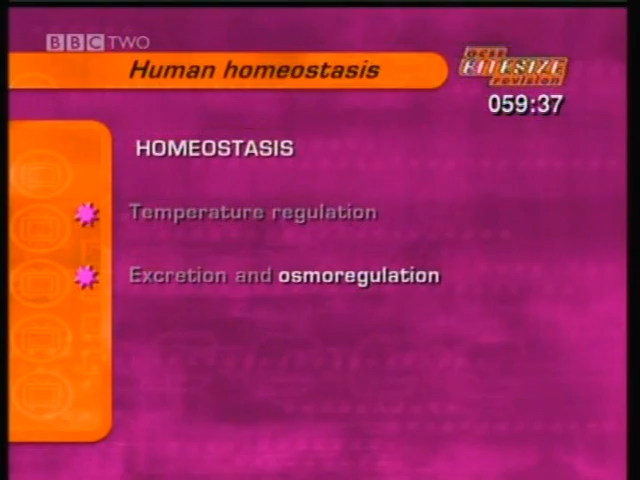 BBC TWO
Human homeostasis
GCSE
BITESIZE
revision
059:37
HOMEOSTASIS
Temperature regulation
Excretion and osmoregulation